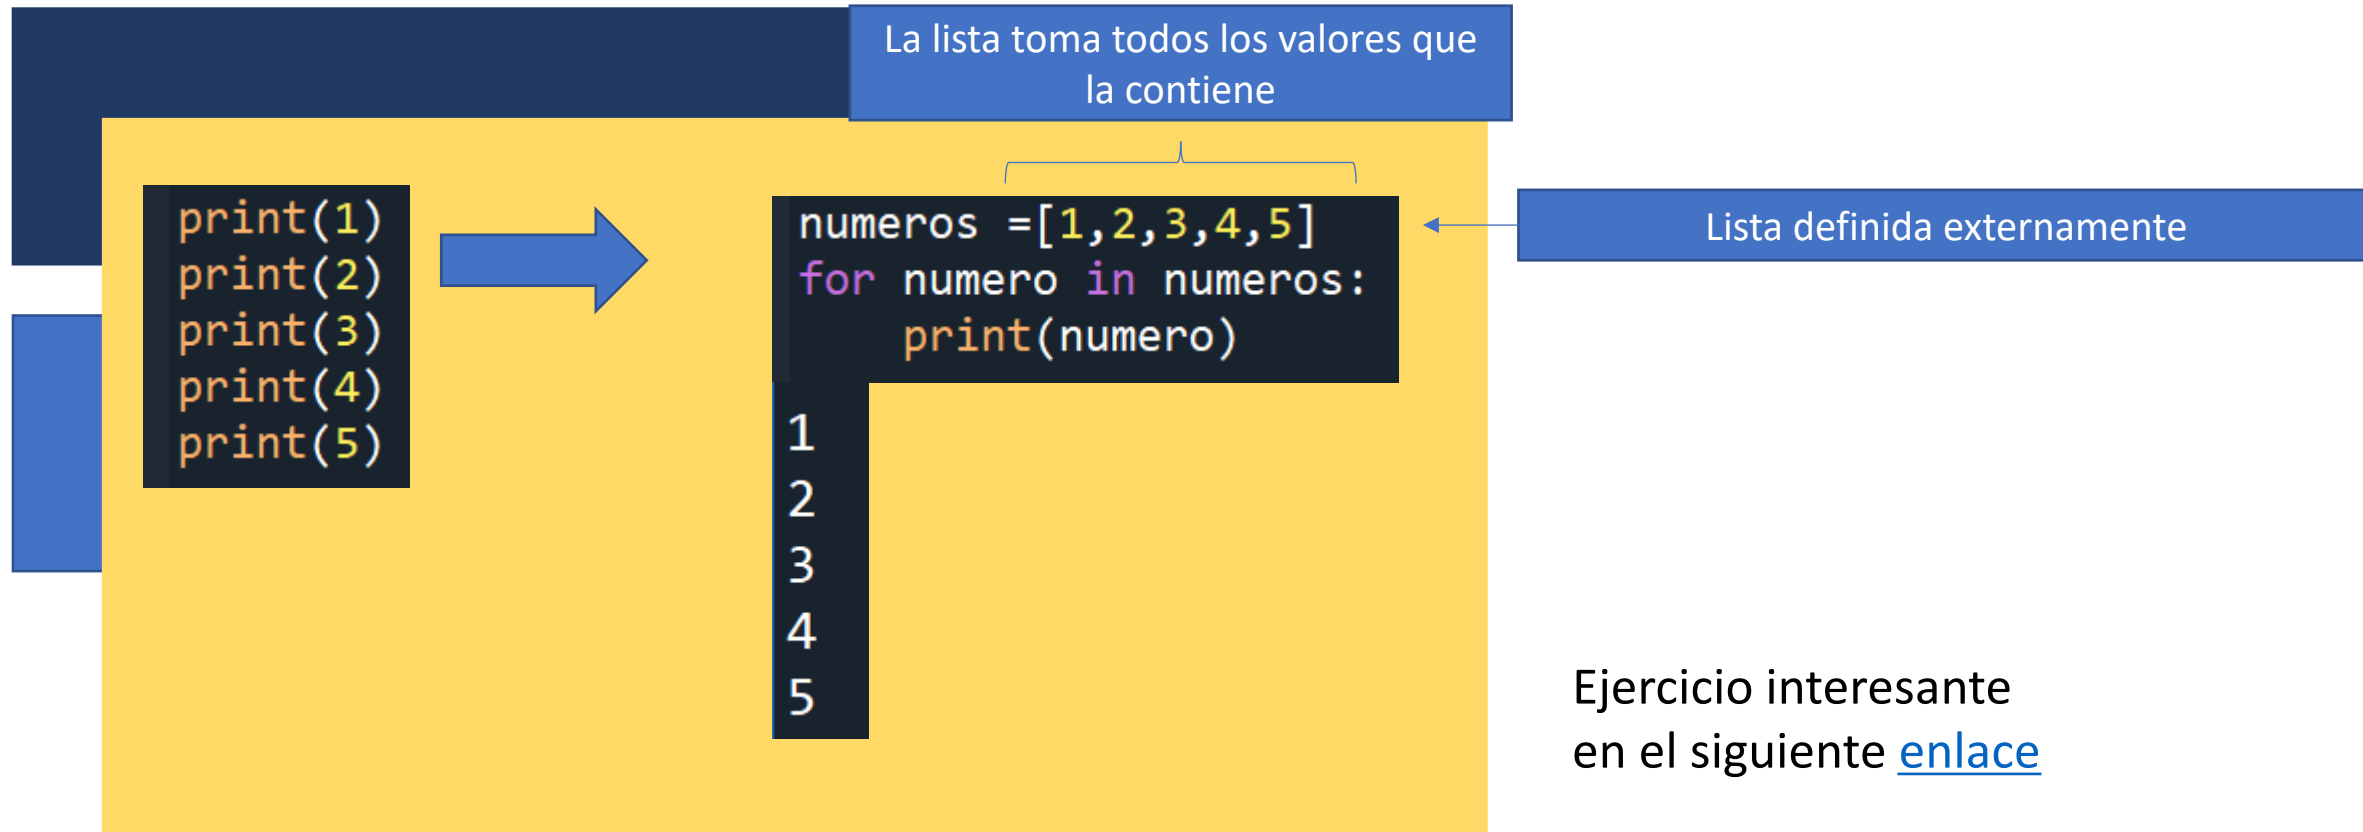 La lista toma todos los valores que
la contiene
print(1)
print(2)
print(3)
print(4)
print(5)
numeros =[1,2,3,4,5]
for numero in numeros:
    print(numero)
1
2
3
4
5
Lista definida externamente
Ejercicio interesante
en el siguiente enlace